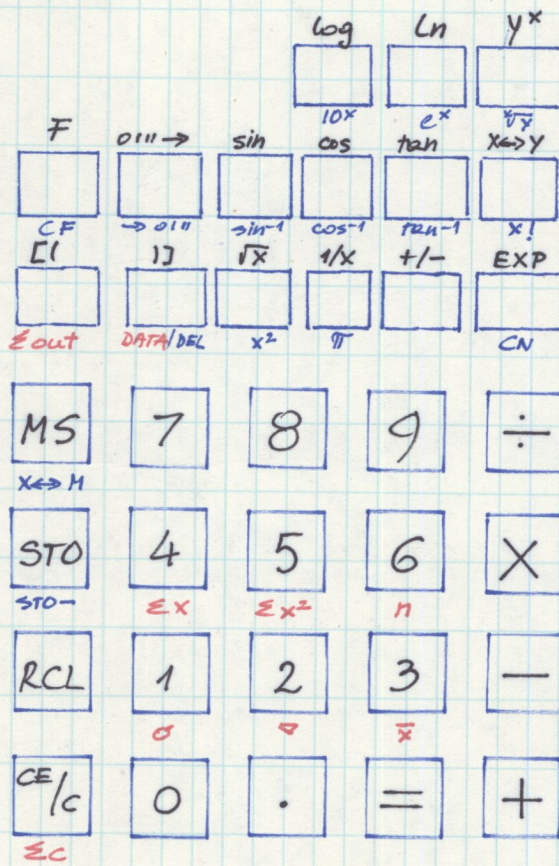 log Ln Yˣ
10ˣ eˣ ˣ√x
F 0''' → sin cos tan X↔Y
CF → 0''' sin⁻¹ cos⁻¹ tan⁻¹ x!
[( )] √x 1/x +/- EXP
Σout DATA/DEL x² π CN
MS 7 8 9 ÷
X↔M
STO 4 5 6 X
STO- Σx Σx² n
RCL 1 2 3 -
σ x̄
CE/C 0 . = +
ΣC